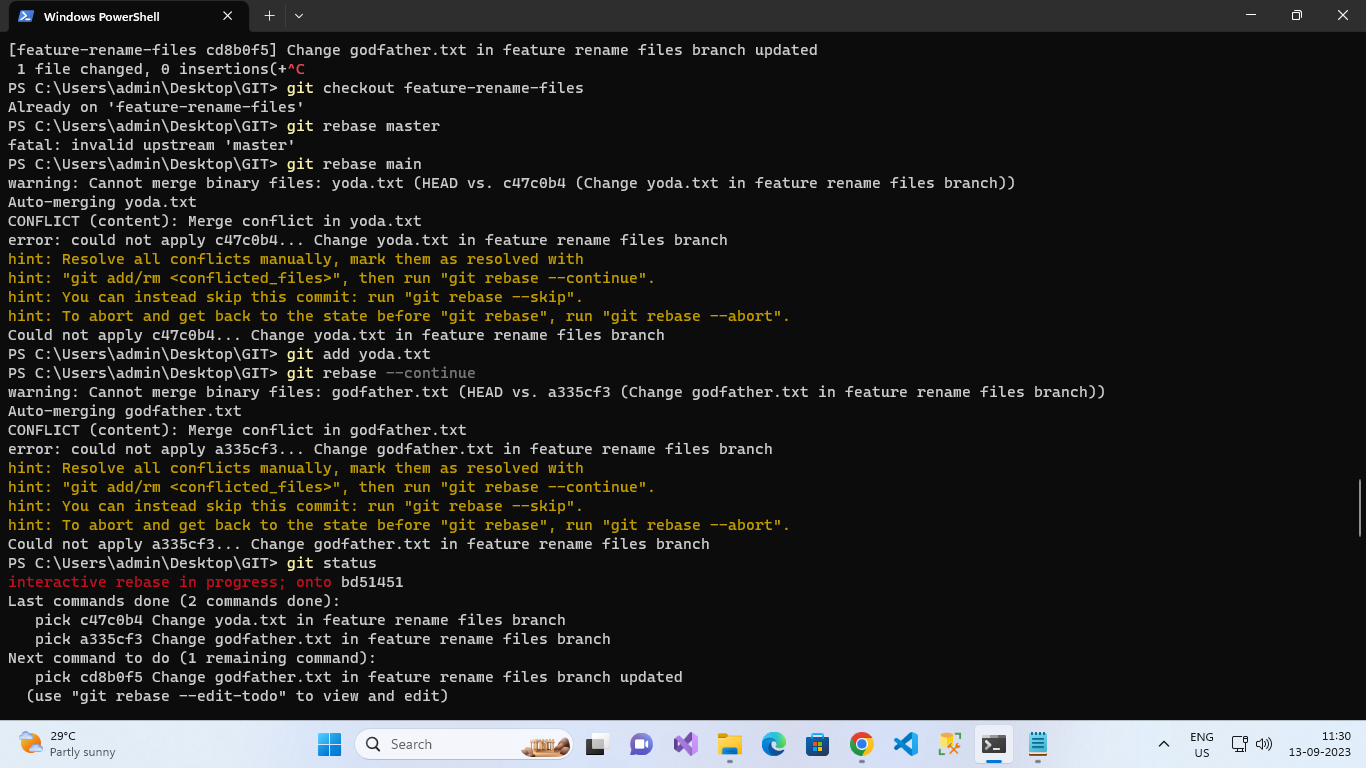 Windows PowerShell
[feature-rename-files cd8b0f5] Change godfather.txt in feature rename files branch updated
 1 file changed, 0 insertions(+^C
PS C:\Users\admin\Desktop\GIT> git checkout feature-rename-files
Already on 'feature-rename-files'
PS C:\Users\admin\Desktop\GIT> git rebase master
fatal: invalid upstream 'master'
PS C:\Users\admin\Desktop\GIT> git rebase main
warning: Cannot merge binary files: yoda.txt (HEAD vs. c47c0b4 (Change yoda.txt in feature rename files branch))
Auto-merging yoda.txt
CONFLICT (content): Merge conflict in yoda.txt
error: could not apply c47c0b4... Change yoda.txt in feature rename files branch
hint: Resolve all conflicts manually, mark them as resolved with
hint: "git add/rm <conflicted_files>", then run "git rebase --continue".
hint: You can instead skip this commit: run "git rebase --skip".
hint: To abort and get back to the state before "git rebase", run "git rebase --abort".
Could not apply c47c0b4... Change yoda.txt in feature rename files branch
PS C:\Users\admin\Desktop\GIT> git add yoda.txt
PS C:\Users\admin\Desktop\GIT> git rebase --continue
warning: Cannot merge binary files: godfather.txt (HEAD vs. a335cf3 (Change godfather.txt in feature rename files branch))
Auto-merging godfather.txt
CONFLICT (content): Merge conflict in godfather.txt
error: could not apply a335cf3... Change godfather.txt in feature rename files branch
hint: Resolve all conflicts manually, mark them as resolved with
hint: "git add/rm <conflicted_files>", then run "git rebase --continue".
hint: You can instead skip this commit: run "git rebase --skip".
hint: To abort and get back to the state before "git rebase", run "git rebase --abort".
Could not apply a335cf3... Change godfather.txt in feature rename files branch
PS C:\Users\admin\Desktop\GIT> git status
interactive rebase in progress; onto bd51451
Last commands done (2 commands done):
   pick c47c0b4 Change yoda.txt in feature rename files branch
   pick a335cf3 Change godfather.txt in feature rename files branch
Next command to do (1 remaining command):
   pick cd8b0f5 Change godfather.txt in feature rename files branch updated
  (use "git rebase --edit-todo" to view and edit)
29°C
Partly sunny
Search
ENG
US
11:30
13-09-2023